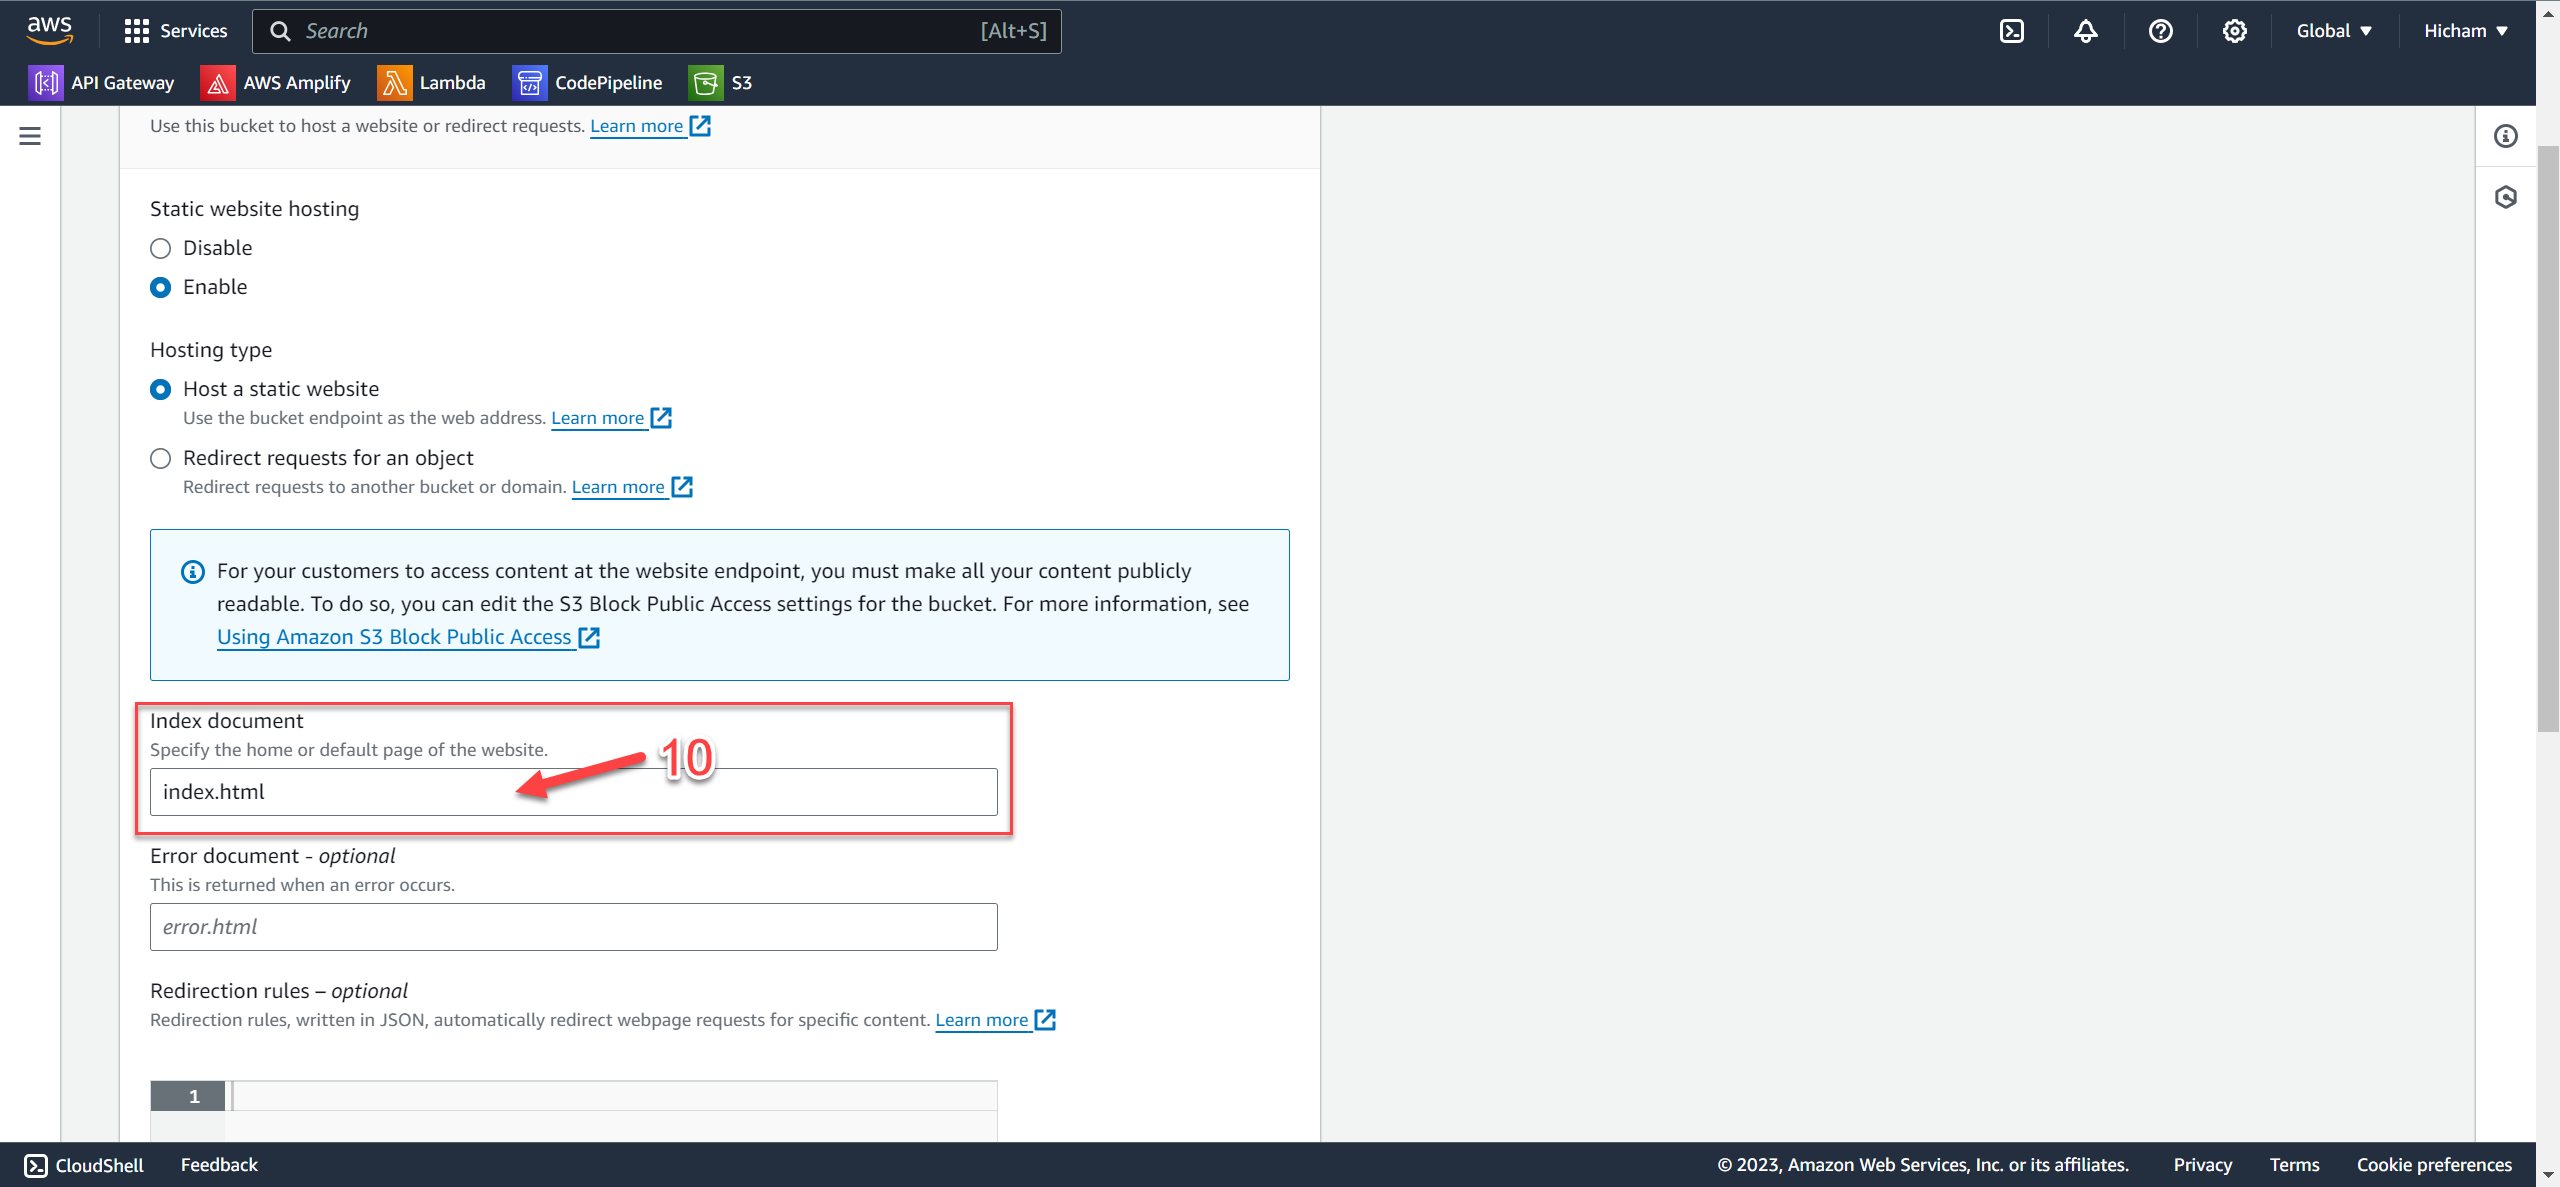 aws Services Search [Alt+S] Global Hicham
API Gateway AWS Amplify Lambda CodePipeline S3
Use this bucket to host a website or redirect requests. Learn more
Static website hosting
Disable
Enable
Hosting type
Host a static website
Use the bucket endpoint as the web address. Learn more
Redirect requests for an object
Redirect requests to another bucket or domain. Learn more
For your customers to access content at the website endpoint, you must make all your content publicly
readable. To do so, you can edit the S3 Block Public Access settings for the bucket. For more information, see
Using Amazon S3 Block Public Access
Index document
Specify the home or default page of the website.
10
index.html
Error document - optional
This is returned when an error occurs.
error.html
Redirection rules – optional
Redirection rules, written in JSON, automatically redirect webpage requests for specific content. Learn more
1
CloudShell Feedback © 2023, Amazon Web Services, Inc. or its affiliates. Privacy Terms Cookie preferences